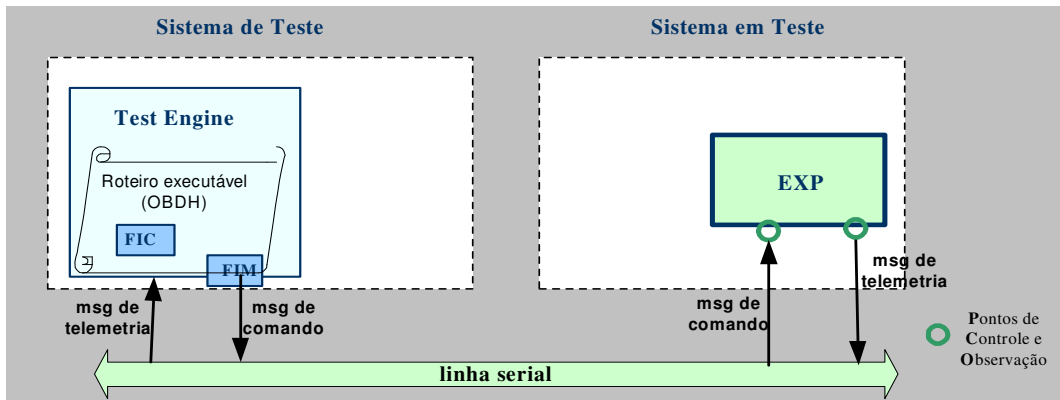 Sistema de Teste
Sistema em Teste
Test Engine
Roteiro executável
(OBDH)
FIC
FIM
EXP
msg de
telemetria
msg de
comando
msg de
comando
msg de
telemetria
linha serial
Pontos de
Controle e
Observação